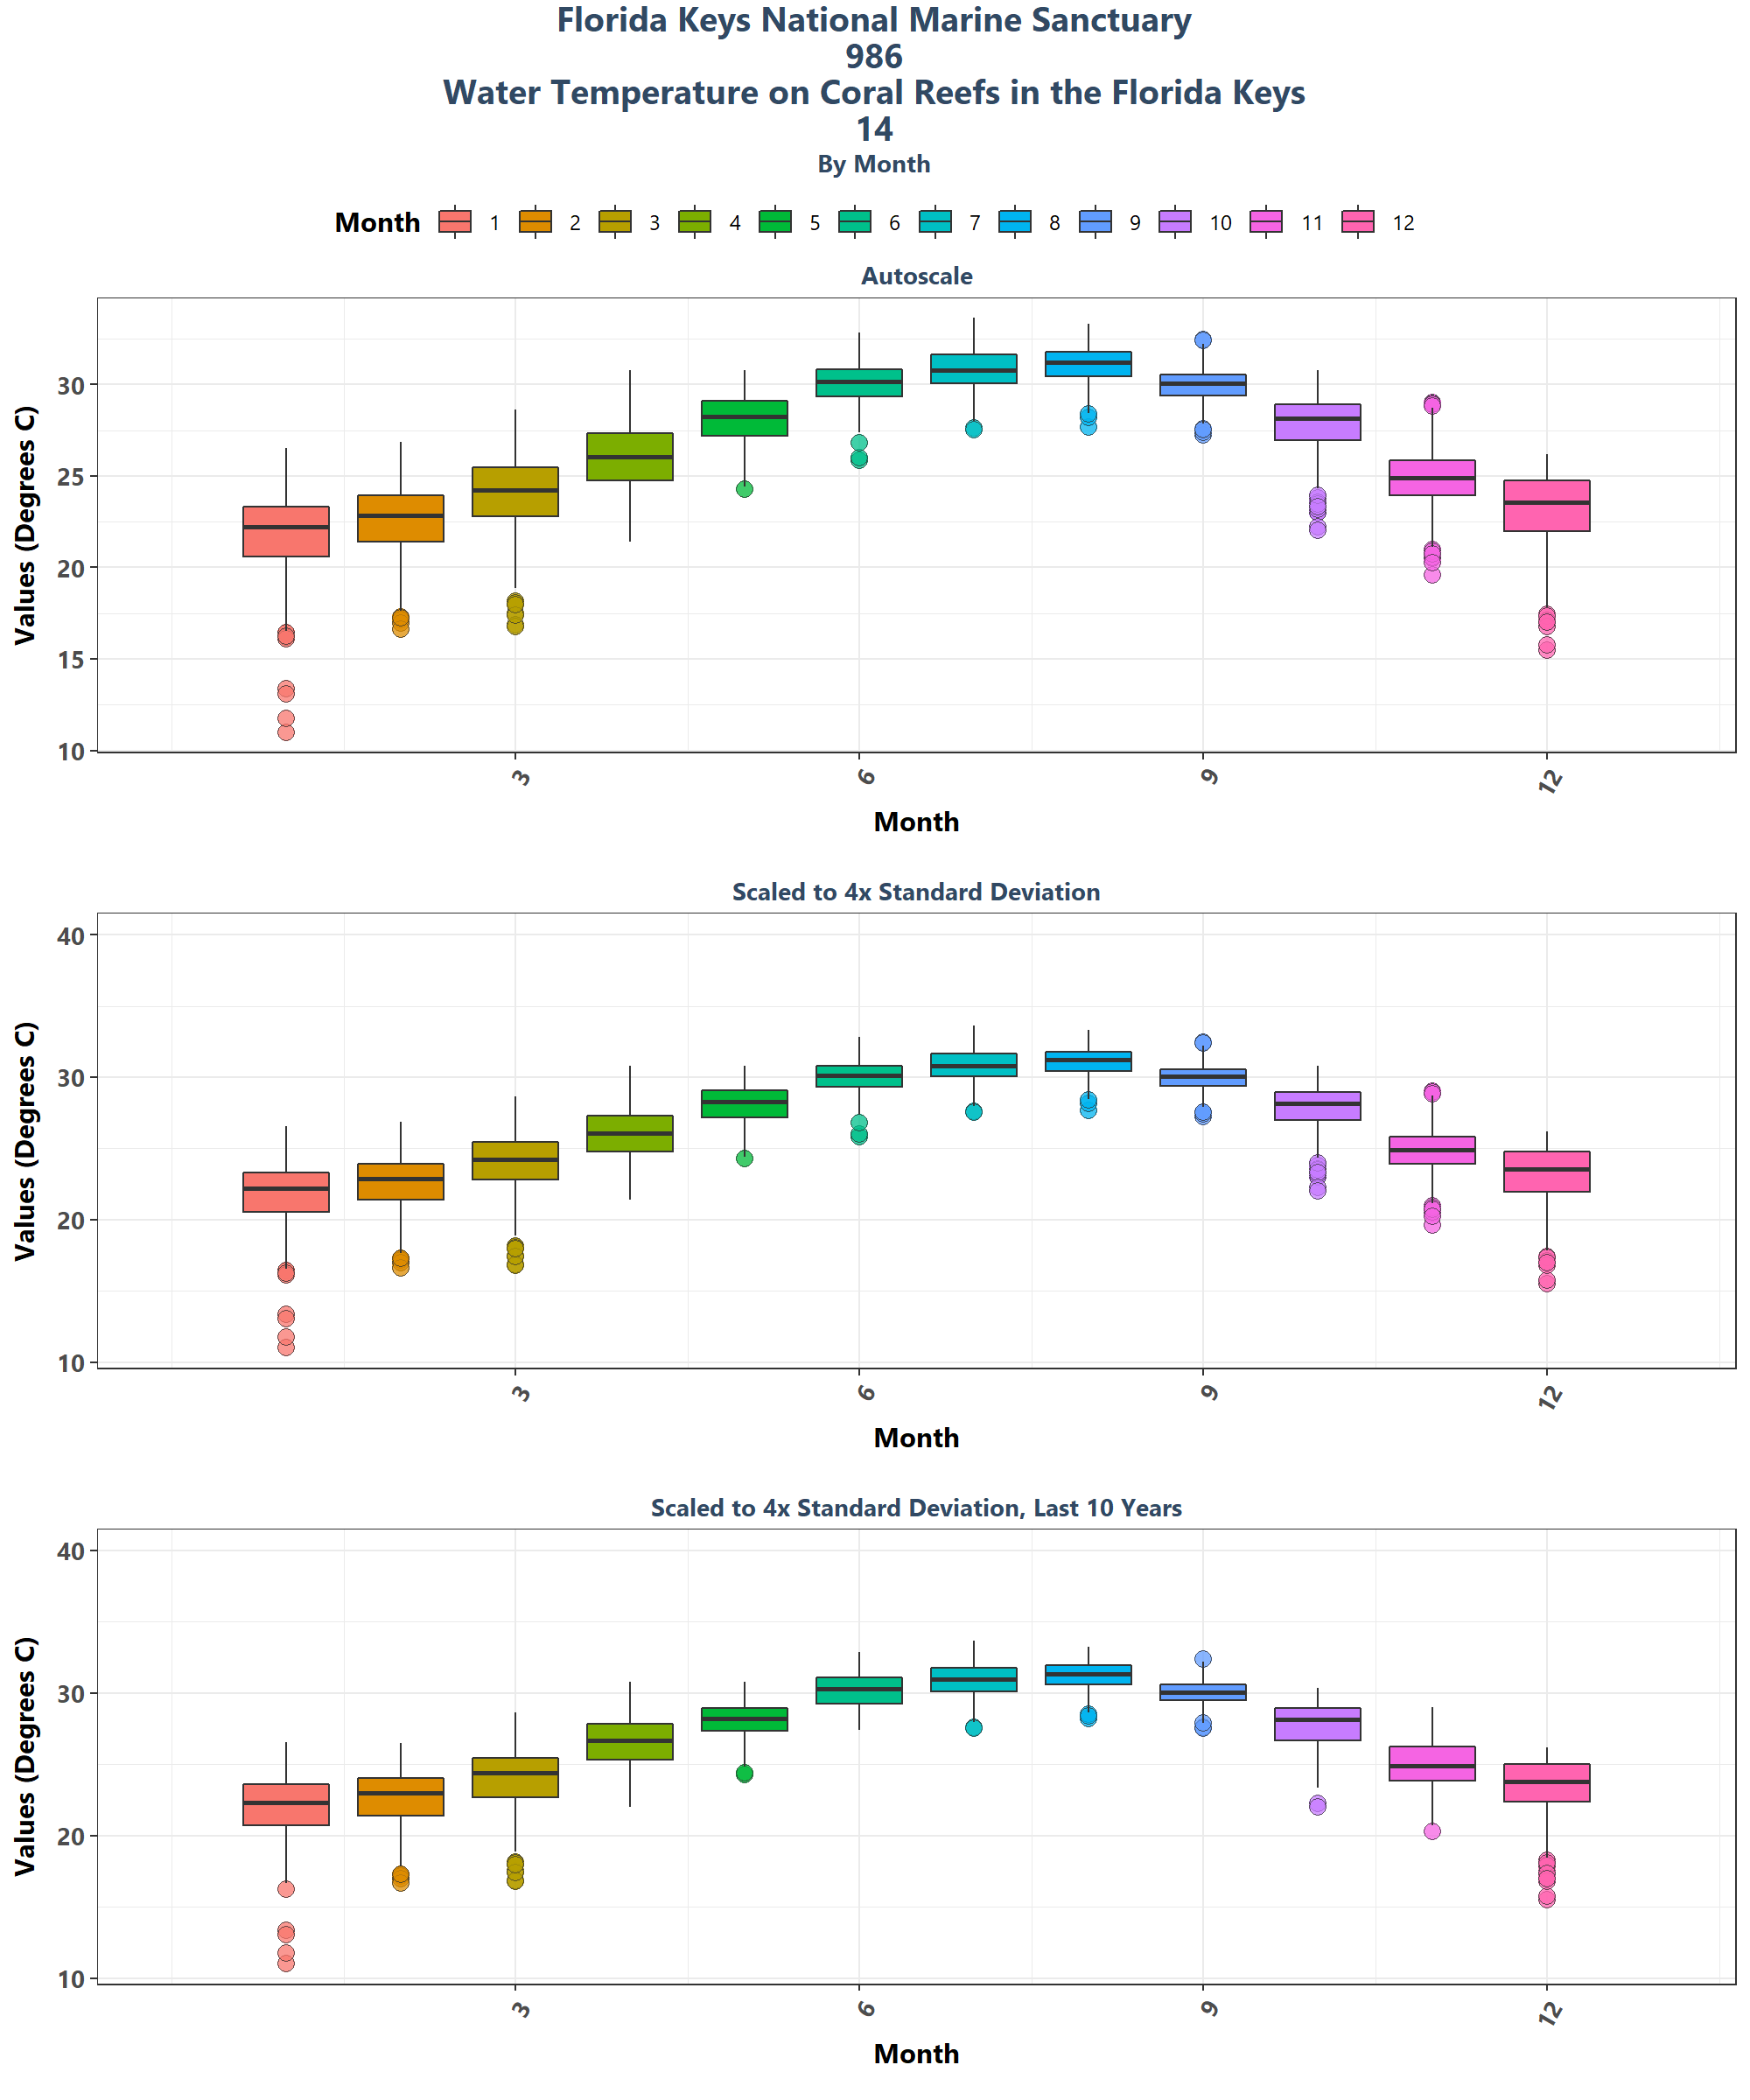 Florida Keys National Marine Sanctuary
986
Water Temperature on Coral Reefs in the Florida Keys
14
By Month
Month 1 2 3 4 5 6 7 8 9 10 11 12
Autoscale
Values (Degrees C)
30
25
20
15
10
3 6 9 12
Month
Scaled to 4x Standard Deviation
Values (Degrees C)
40
30
20
10
3 6 9 12
Month
Scaled to 4x Standard Deviation, Last 10 Years
Values (Degrees C)
40
30
20
10
3 6 9 12
Month